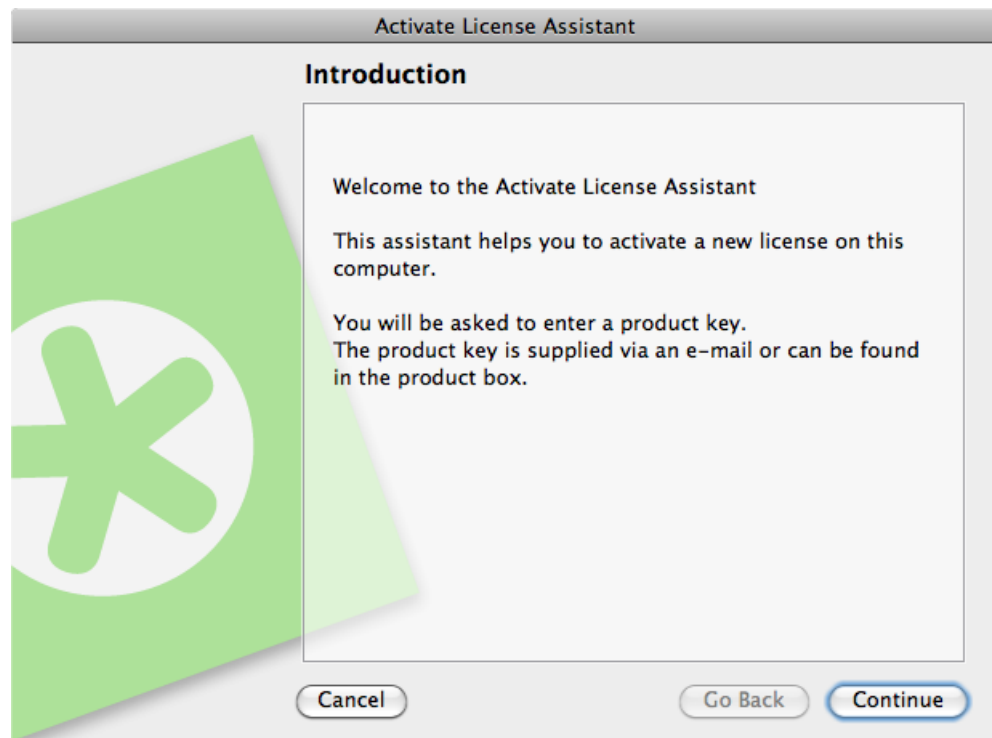 Activate License Assistant
Introduction
Welcome to the Activate License Assistant
This assistant helps you to activate a new license on this
computer.
You will be asked to enter a product key.
The product key is supplied via an e-mail or can be found
in the product box.
Cancel
Go Back
Continue